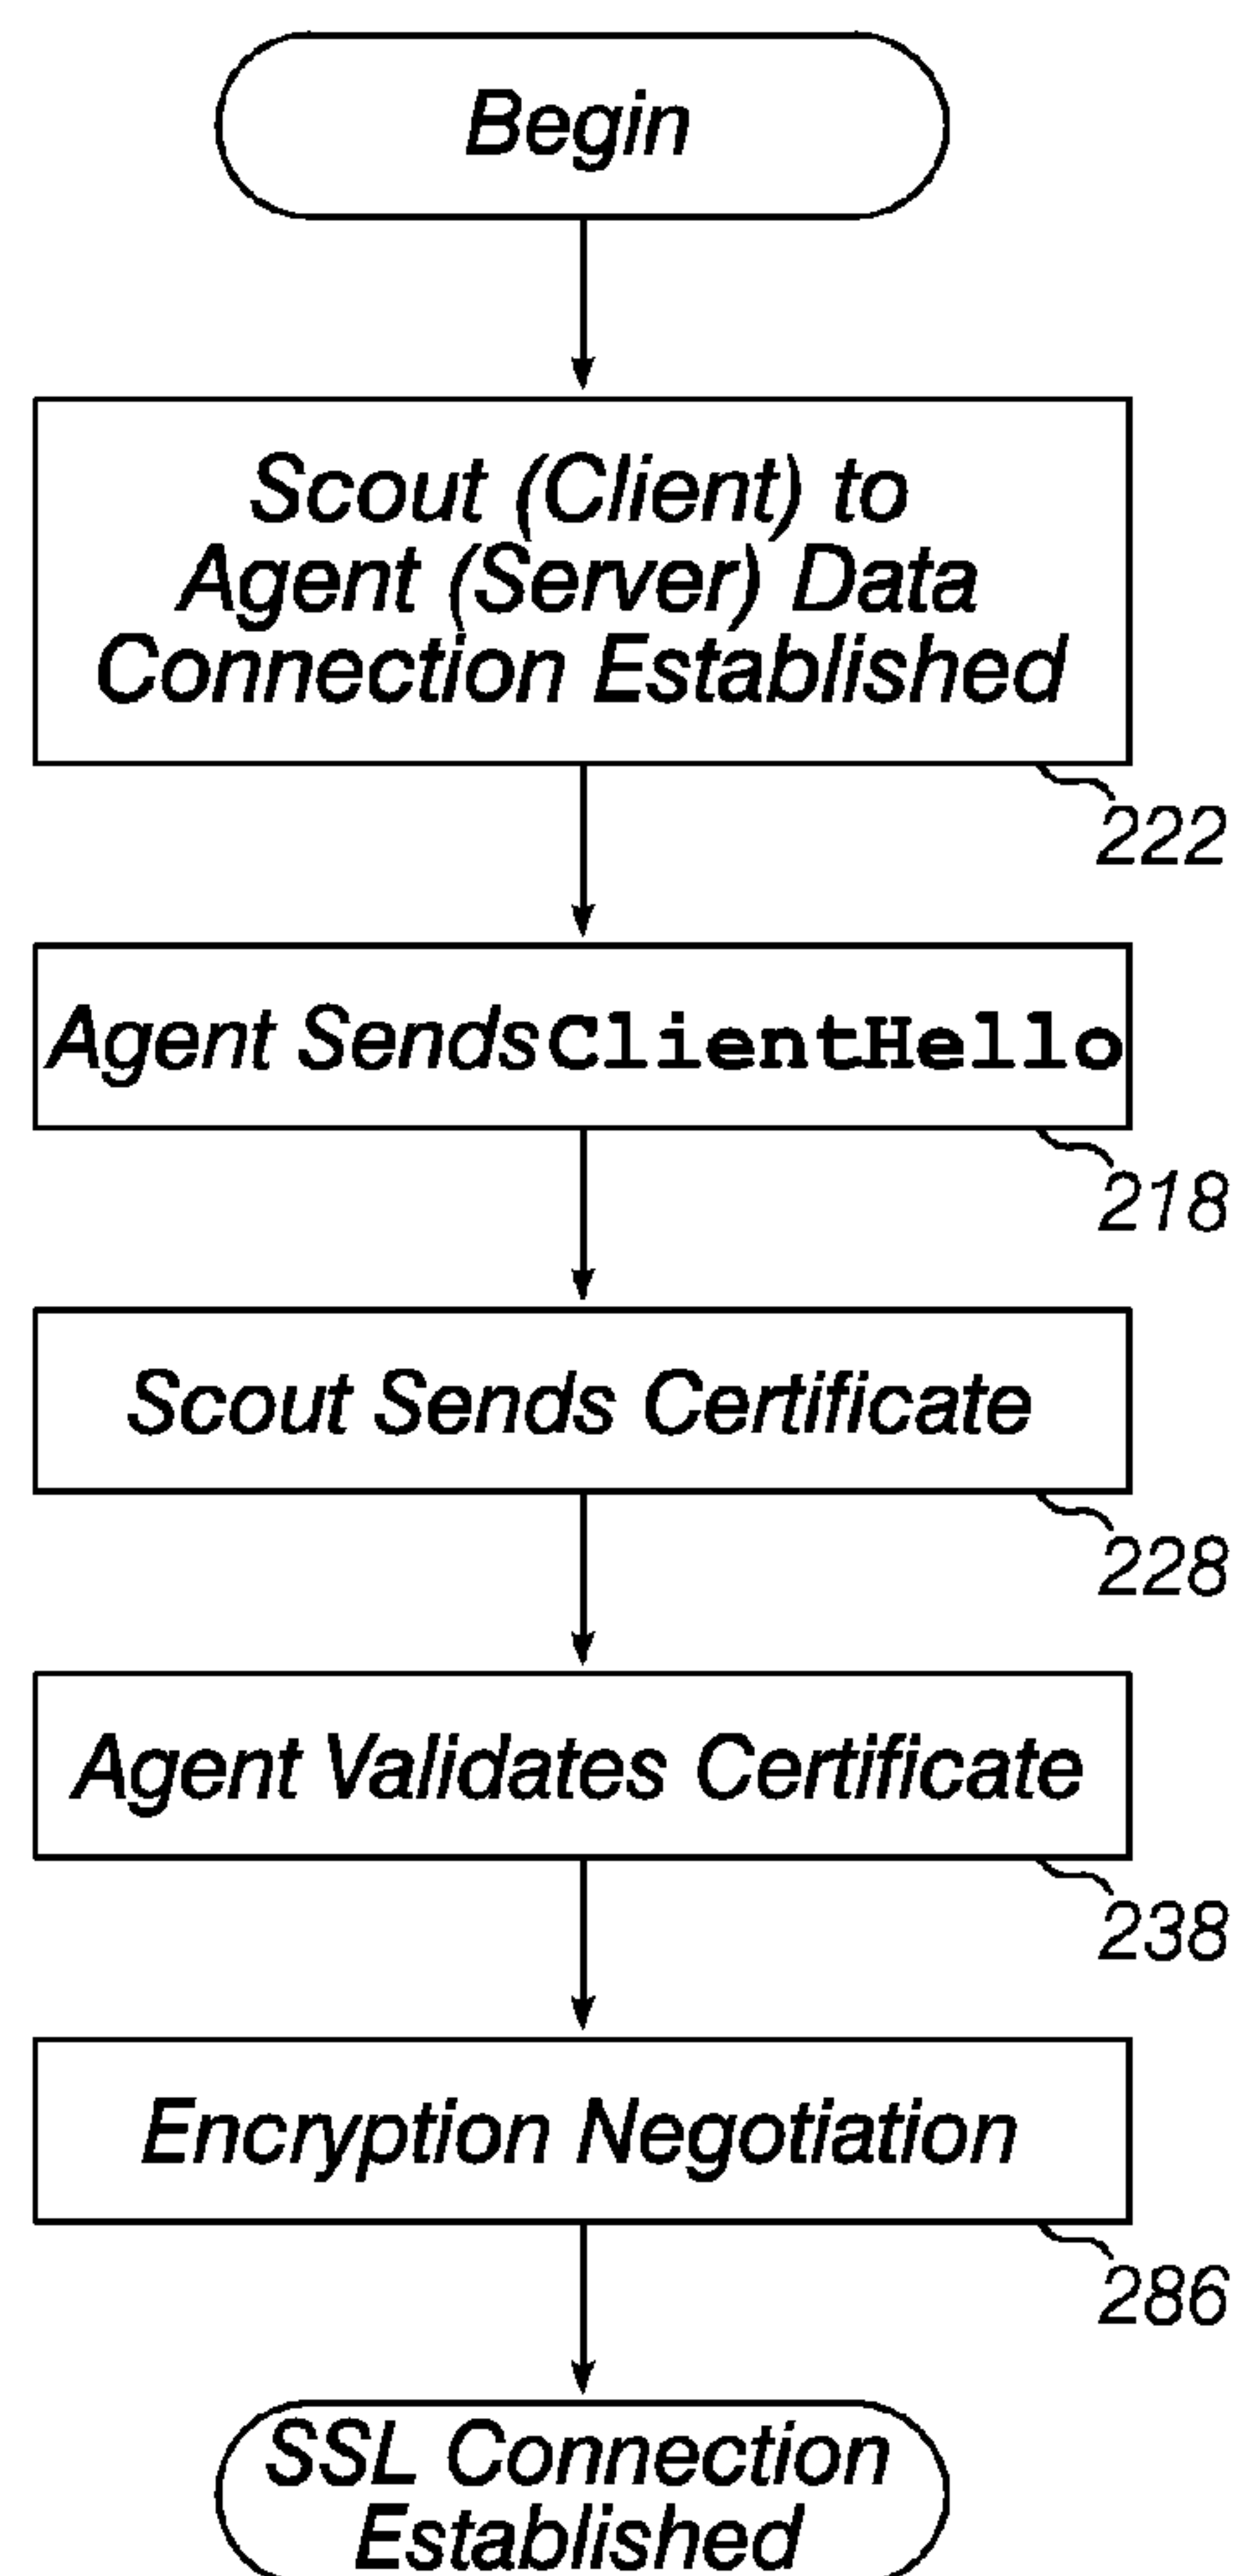 Begin
Scout (Client) to
Agent (Server) Data
Connection Established
222
Agent Sends ClientHello
218
Scout Sends Certificate
228
Agent Validates Certificate
238
Encryption Negotiation
286
SSL Connection
Established